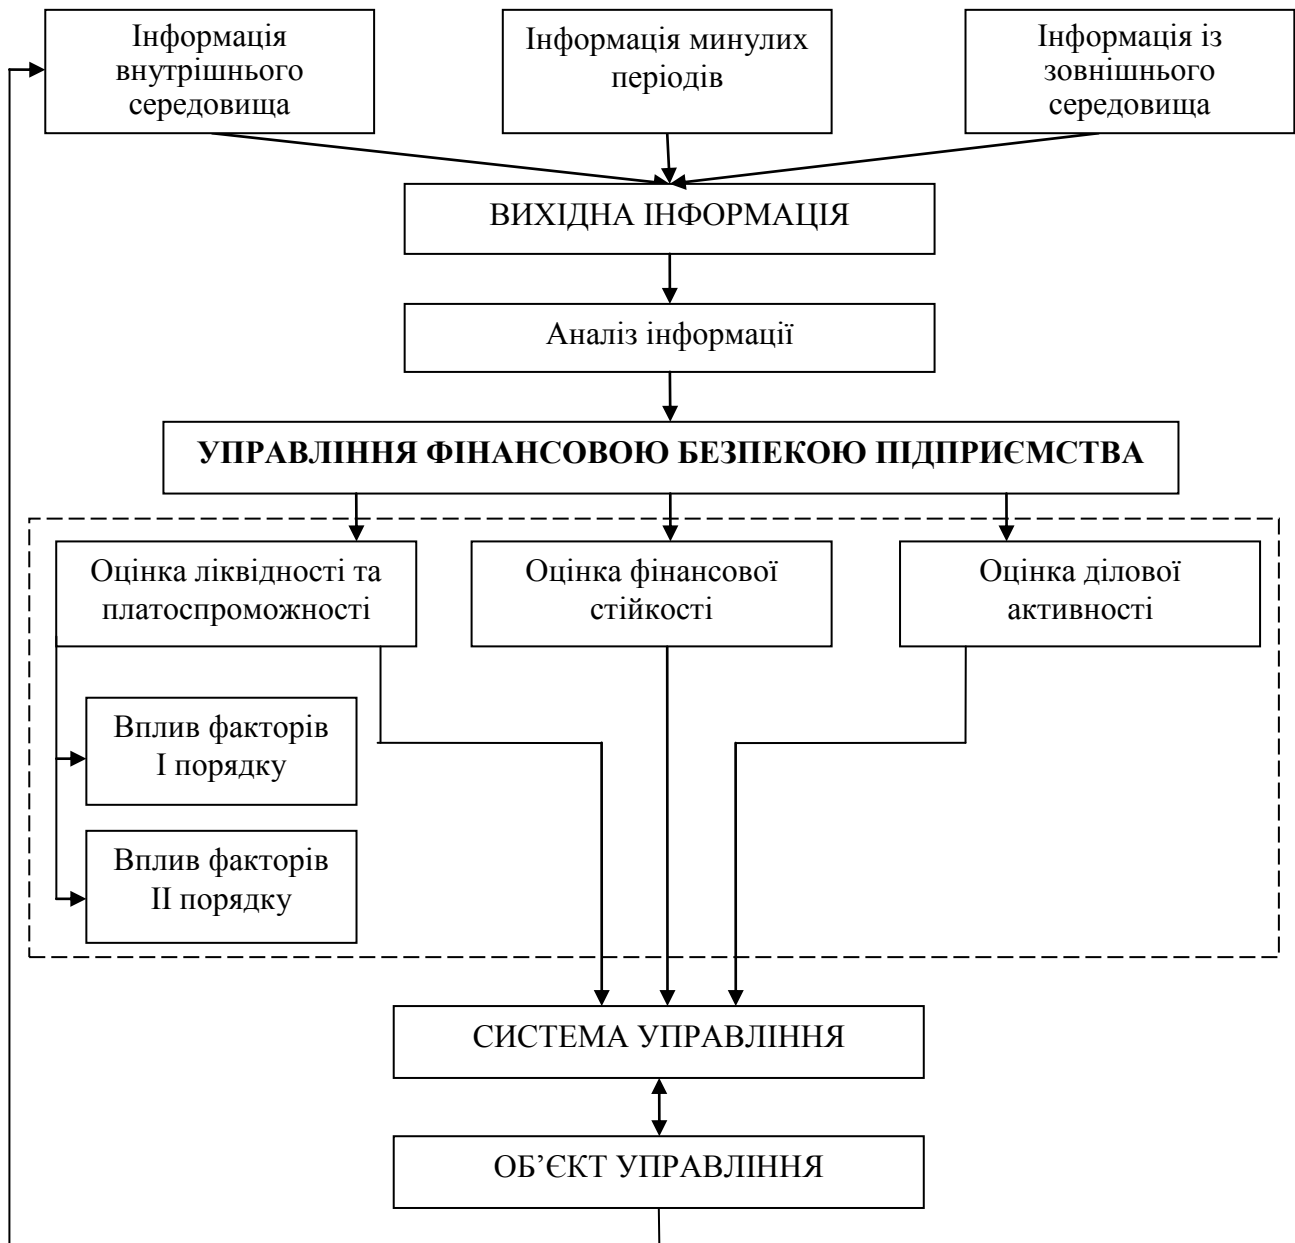 Інформація
внутрішнього
середовища
Інформація минулих
періодів
Інформація із
зовнішнього
середовища
ВИХІДНА ІНФОРМАЦІЯ
Аналіз інформації
УПРАВЛІННЯ ФІНАНСОВОЮ БЕЗПЕКОЮ ПІДПРИЄМСТВА
Оцінка ліквідності та
платоспроможності
Оцінка фінансової
стійкості
Оцінка ділової
активності
Вплив факторів
І порядку
Вплив факторів
ІІ порядку
СИСТЕМА УПРАВЛІННЯ
ОБ’ЄКТ УПРАВЛІННЯ